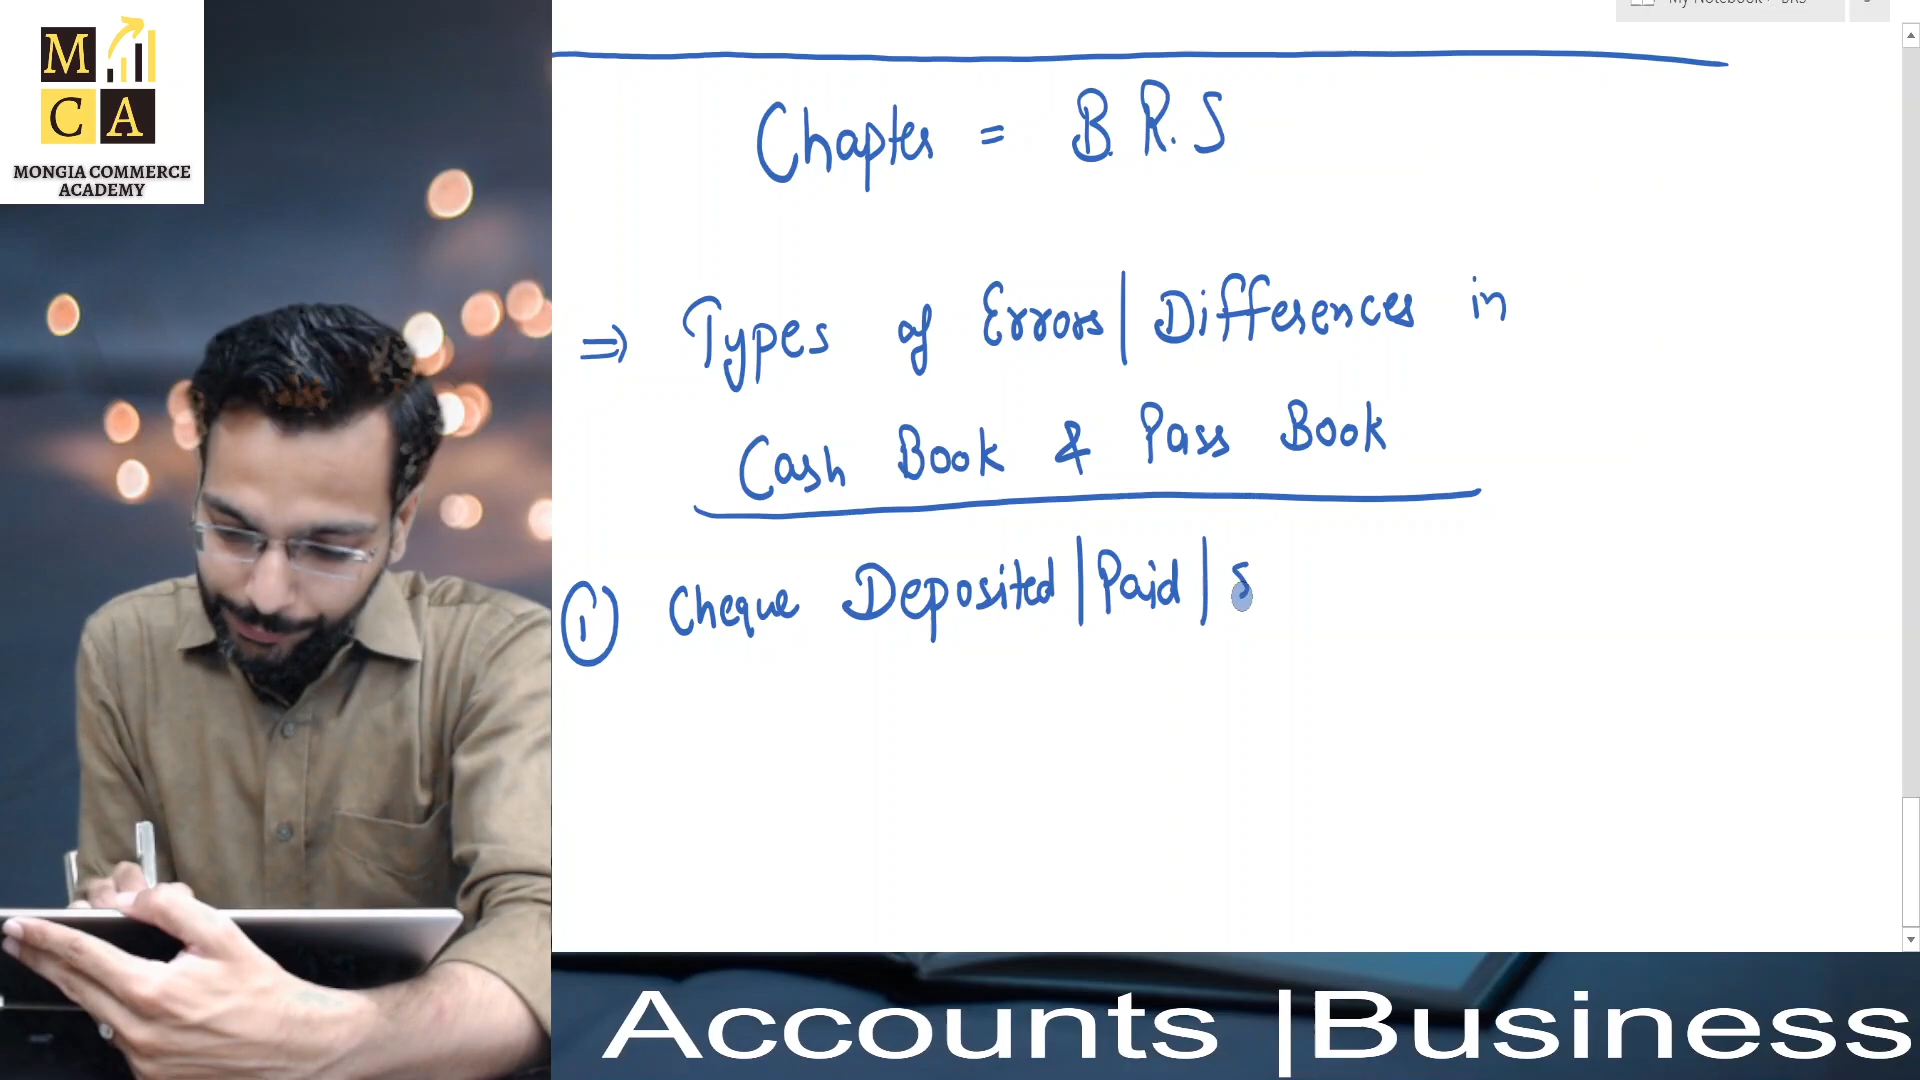 M
C A
MONGIA COMMERCE
ACADEMY
Chapter = B.R.S
⇒ Types of Errors | Differences in
Cash Book & Pass Book
① Cheque Deposited | Paid | s
Accounts | Business